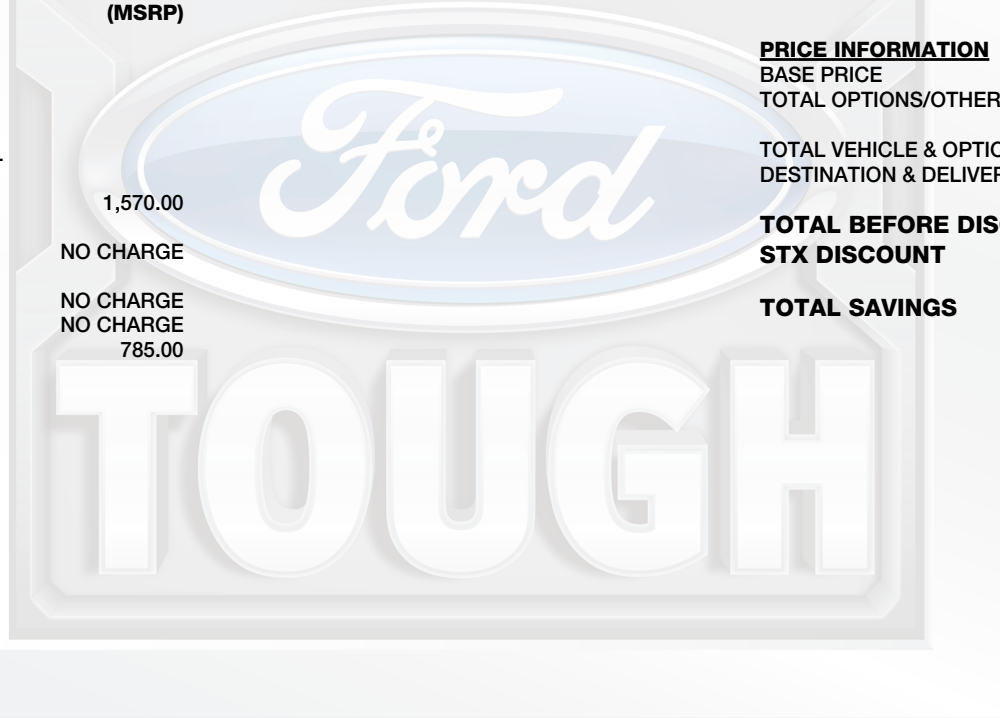 (MSRP)
1,570.00
NO CHARGE
NO CHARGE
NO CHARGE
785.00
PRICE INFORMATION
BASE PRICE
TOTAL OPTIONS/OTHER
TOTAL VEHICLE & OPTIO
DESTINATION & DELIVER
TOTAL BEFORE DIS
STX DISCOUNT
TOTAL SAVINGS
Ford
TOUGH